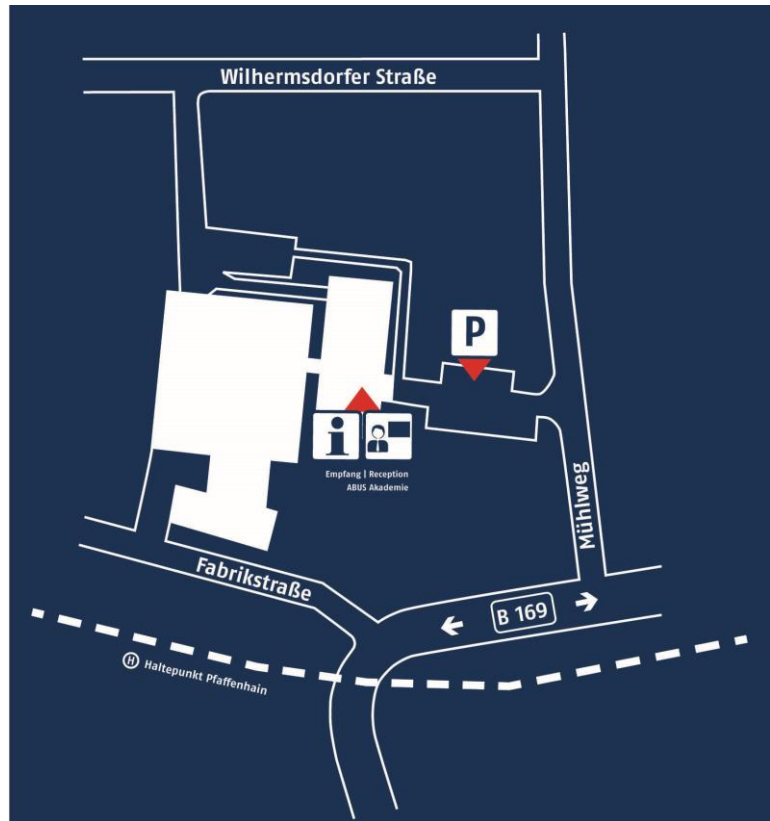 Wilhermsdorfer Straße
P
i
Empfang | Reception
ABUS Akademie
Mühlweg
Fabrikstraße
B 169
H Haltepunkt Pfaffenhain